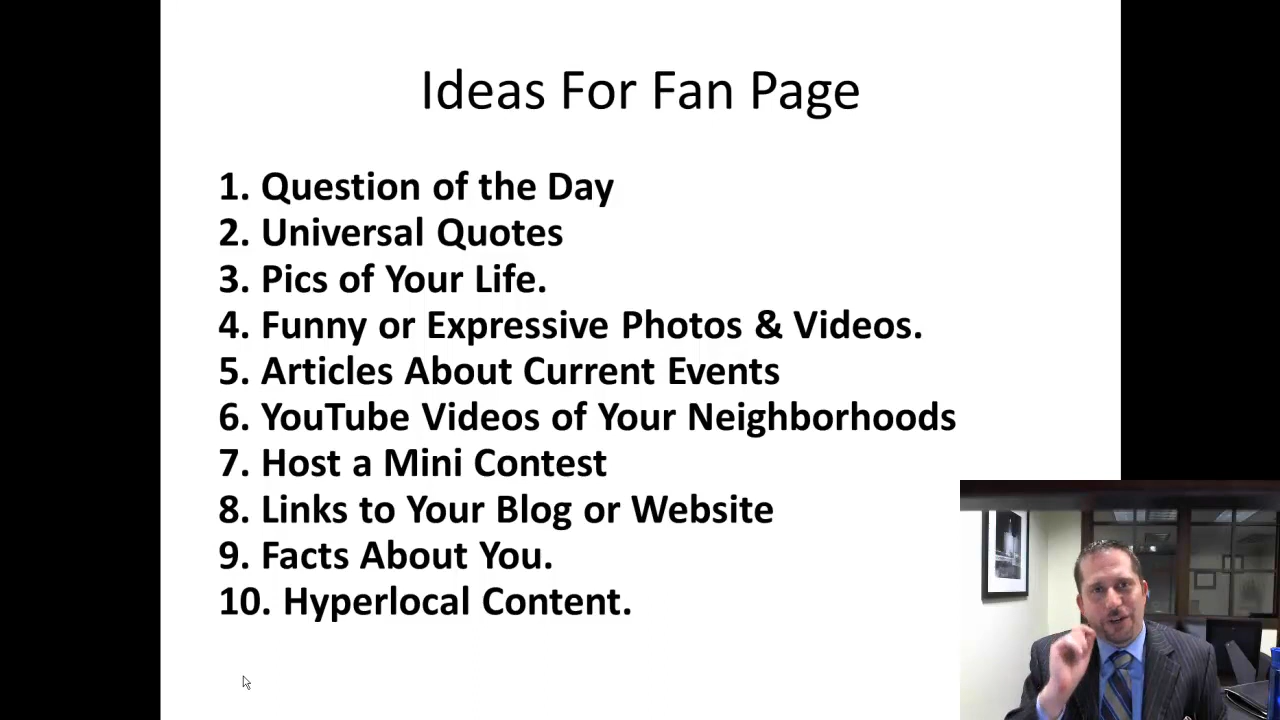 Ideas For Fan Page
1. Question of the Day
2. Universal Quotes
3. Pics of Your Life.
4. Funny or Expressive Photos & Videos.
5. Articles About Current Events
6. YouTube Videos of Your Neighborhoods
7. Host a Mini Contest
8. Links to Your Blog or Website
9. Facts About You.
10. Hyperlocal Content.